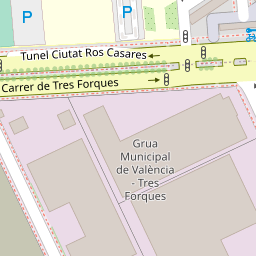 P
P
Tunel Ciutat Ros Casares
Carrer de Tres Forques
Grua
Municipal
de València
- Tres
Forques